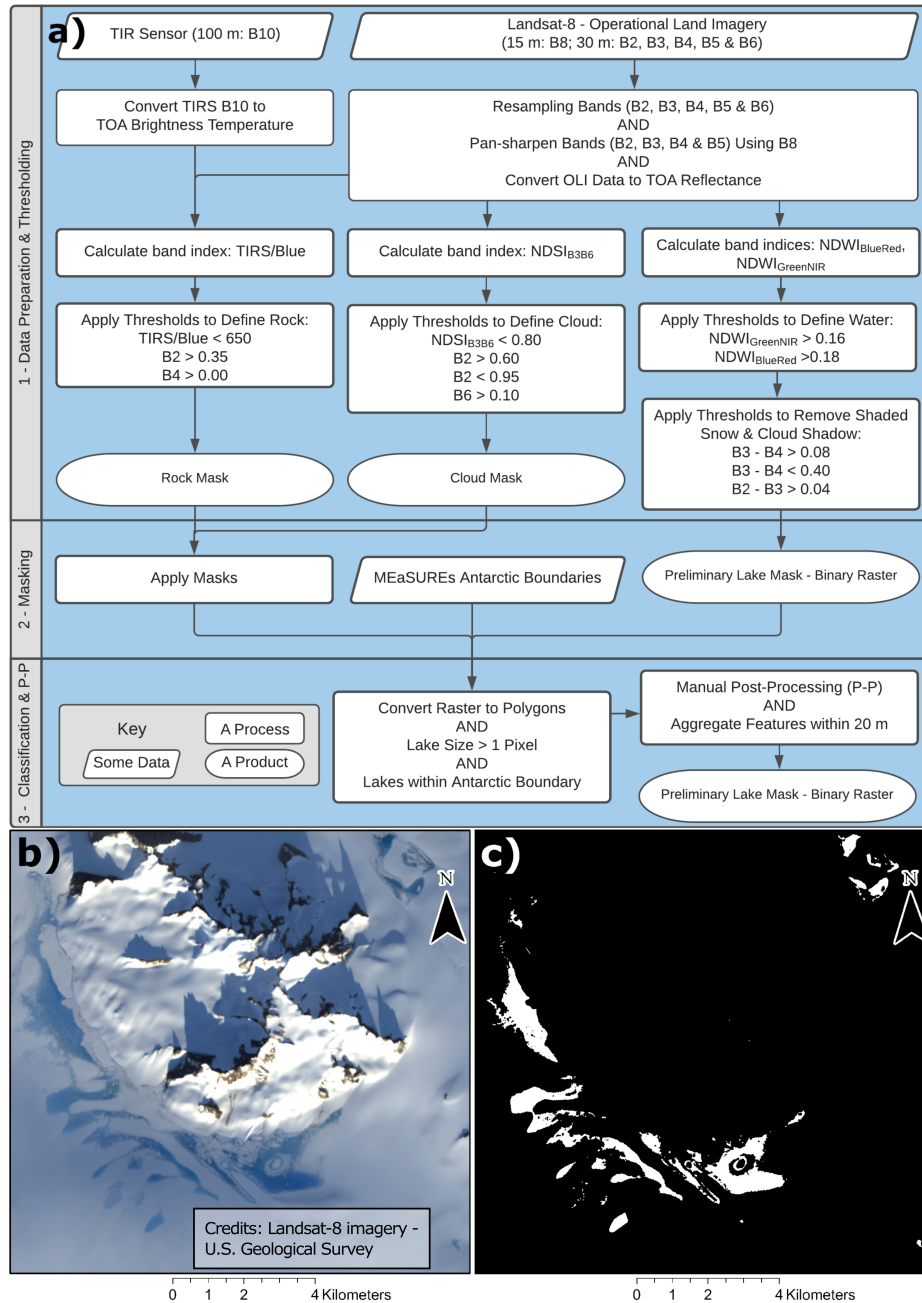 a)
TIR Sensor (100 m: B10)
Landsat-8 - Operational Land Imagery
(15 m: B8; 30 m: B2, B3, B4, B5 & B6)
Convert TIRS B10 to
TOA Brightness Temperature
Resampling Bands (B2, B3, B4, B5 & B6)
AND
Pan-sharpen Bands (B2, B3, B4 & B5) Using B8
AND
Convert OLI Data to TOA Reflectance
1 - Data Preparation & Thresholding
Calculate band index: TIRS/Blue
Calculate band index: NDSI_B3B6
Calculate band indices: NDWI_BlueRed,
NDWI_GreenNIR
Apply Thresholds to Define Rock:
TIRS/Blue < 650
B2 > 0.35
B4 > 0.00
Apply Thresholds to Define Cloud:
NDSI_B3B6 < 0.80
B2 > 0.60
B2 < 0.95
B6 > 0.10
Apply Thresholds to Define Water:
NDWI_GreenNIR > 0.16
NDWI_BlueRed >0.18
Apply Thresholds to Remove Shaded
Snow & Cloud Shadow:
B3 - B4 > 0.08
B3 - B4 < 0.40
B2 - B3 > 0.04
Rock Mask
Cloud Mask
2 - Masking
Apply Masks
MEaSUREs Antarctic Boundaries
Preliminary Lake Mask - Binary Raster
3 - Classification & P-P
Key
A Process
Some Data
A Product
Convert Raster to Polygons
AND
Lake Size > 1 Pixel
AND
Lakes within Antarctic Boundary
Manual Post-Processing (P-P)
AND
Aggregate Features within 20 m
Preliminary Lake Mask - Binary Raster
b)
N
Credits: Landsat-8 imagery -
U.S. Geological Survey
0 1 2 4 Kilometers
c)
N
0 1 2 4 Kilometers